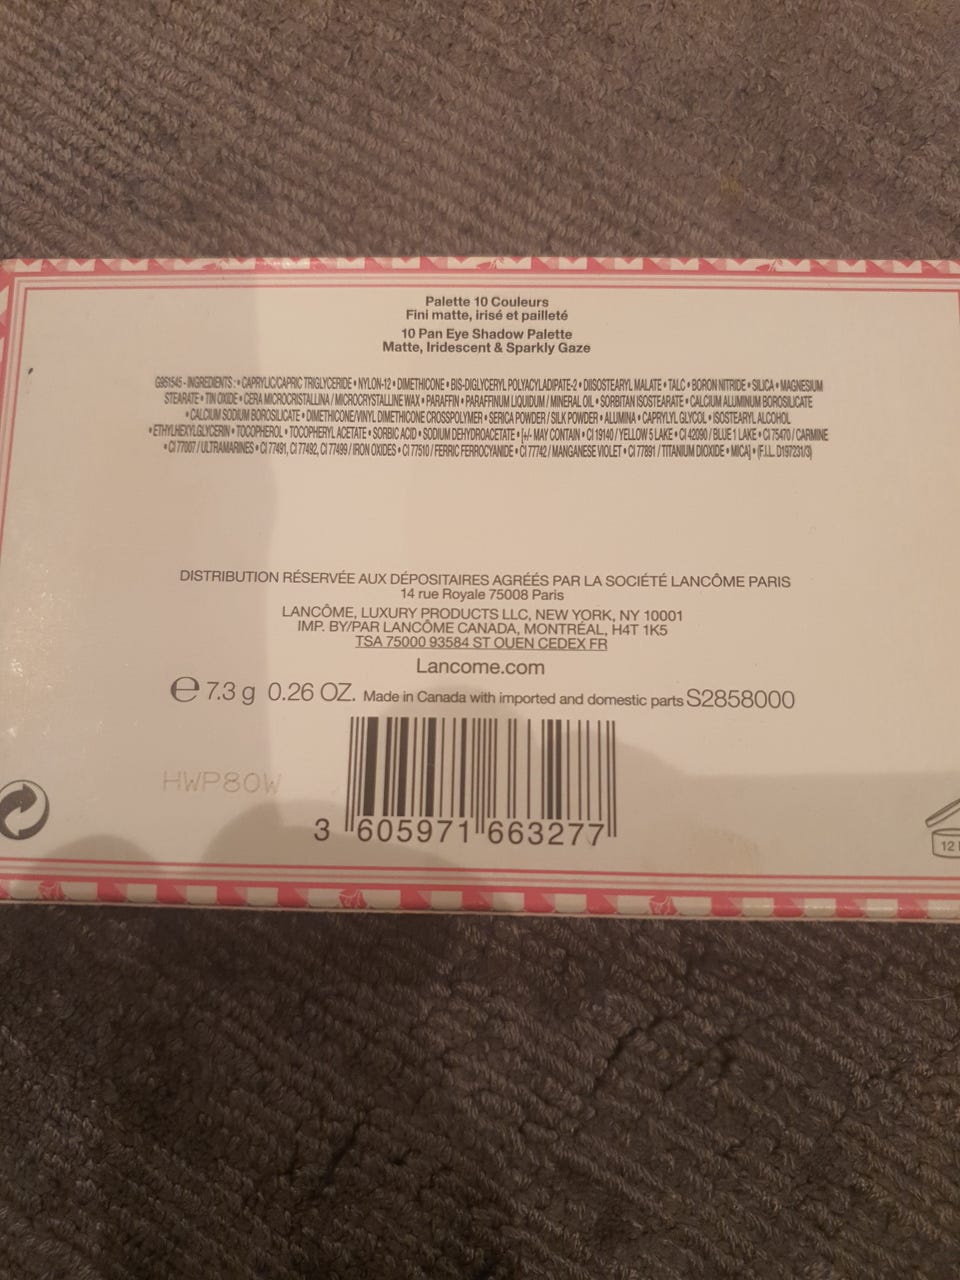 Palette 10 Couleurs
Fini matte, irisé et pailleté
10 Pan Eye Shadow Palette
Matte, Iridescent & Sparkly Gaze
G861545 - INGREDIENTS : • CAPRYLIC/CAPRIC TRIGLYCERIDE • NYLON-12 • DIMETHICONE • BIS-DIGLYCERYL POLYACYLADIPATE-2 • DIISOSTEARYL MALATE • TALC • BORON NITRIDE • SILICA • MAGNESIUM
STEARATE • TIN OXIDE • CERA MICROCRISTALLINA / MICROCRYSTALLINE WAX • PARAFFIN • PARAFFINUM LIQUIDUM / MINERAL OIL • SORBITAN ISOSTEARATE • CALCIUM ALUMINUM BOROSILICATE
• CALCIUM SODIUM BOROSILICATE • DIMETHICONE/VINYL DIMETHICONE CROSSPOLYMER • SERICA POWDER / SILK POWDER • ALUMINA • CAPRYLYL GLYCOL • ISOSTEARYL ALCOHOL
• ETHYLHEXYLGLYCERIN • TOCOPHEROL • TOCOPHERYL ACETATE • SORBIC ACID • SODIUM DEHYDROACETATE • [+/- MAY CONTAIN • CI 19140 / YELLOW 5 LAKE • CI 42090 / BLUE 1 LAKE • CI 75470 / CARMINE
• CI 77007 / ULTRAMARINES • CI 77491, CI 77492, CI 77499 / IRON OXIDES • CI 77510 / FERRIC FERROCYANIDE • CI 77742 / MANGANESE VIOLET • CI 77891 / TITANIUM DIOXIDE • MICA] • (F.I.L. D197231/3)
DISTRIBUTION RÉSERVÉE AUX DÉPOSITAIRES AGRÉÉS PAR LA SOCIÉTÉ LANCÔME PARIS
14 rue Royale 75008 Paris
LANCÔME, LUXURY PRODUCTS LLC, NEW YORK, NY 10001
IMP. BY/PAR LANCÔME CANADA, MONTRÉAL, H4T 1K5
TSA 75000 93584 ST OUEN CEDEX FR
Lancome.com
℮ 7.3 g 0.26 OZ. Made in Canada with imported and domestic parts S2858000
HWP80W
3 605971 663277
12